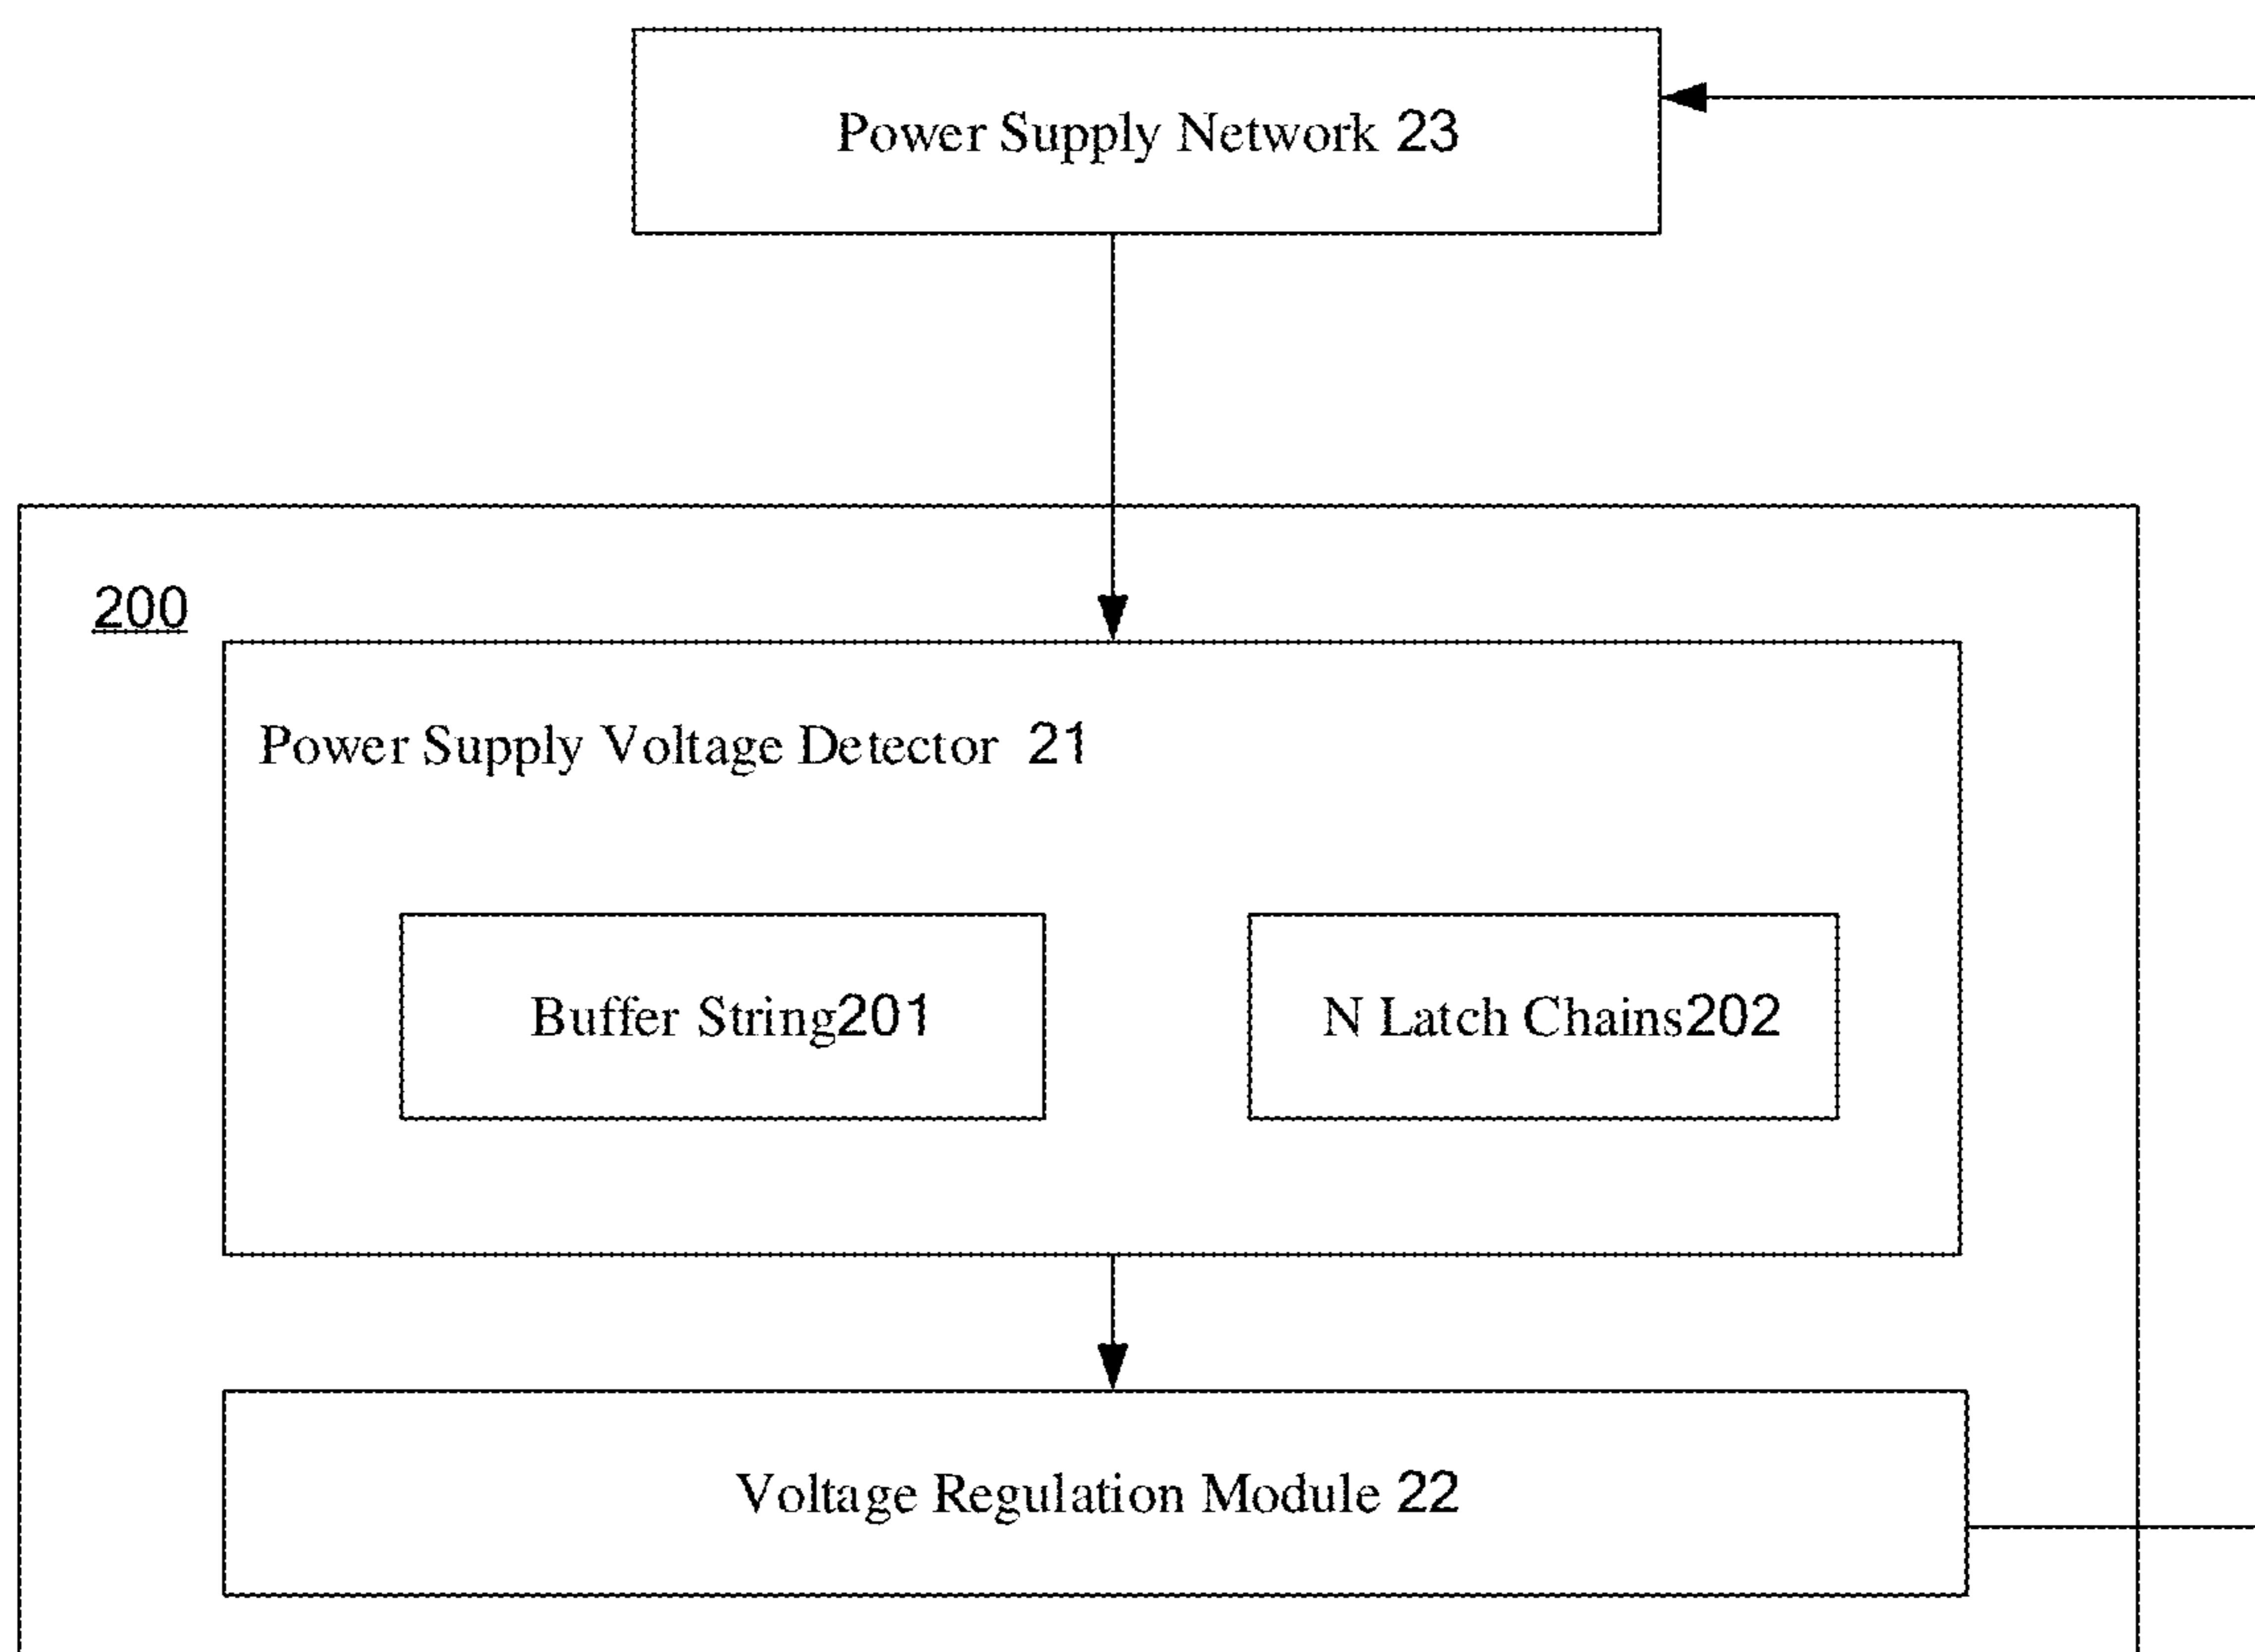 Power Supply Network 23
200
Power Supply Voltage Detector 21
Buffer String201
N Latch Chains202
Voltage Regulation Module 22